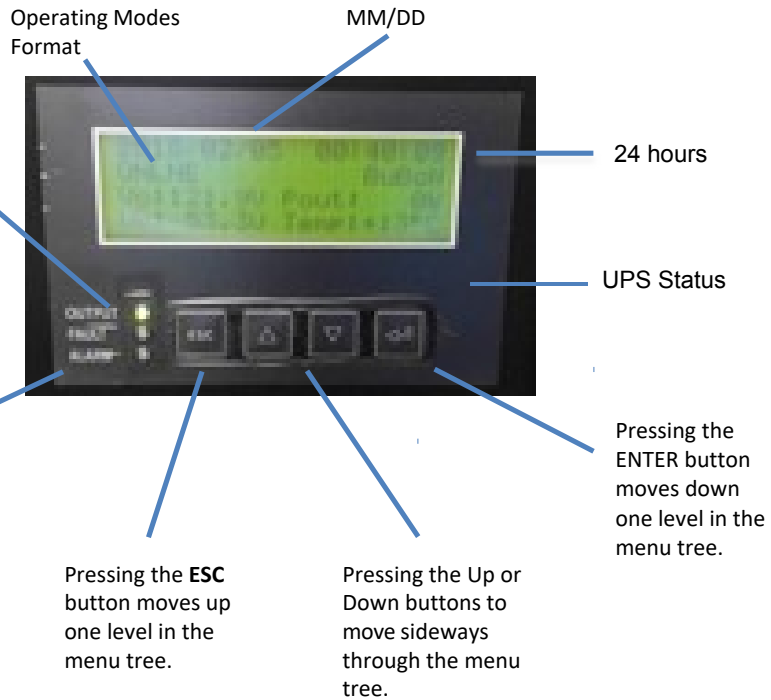 Operating Modes
Format
MM/DD
24 hours
UPS Status
ONLINE
OUTPUT
FAULT
ALARM
ESC
Pressing the
ENTER button
moves down
one level in the
menu tree.
Pressing the ESC
button moves up
one level in the
menu tree.
Pressing the Up or
Down buttons to
move sideways
through the menu
tree.